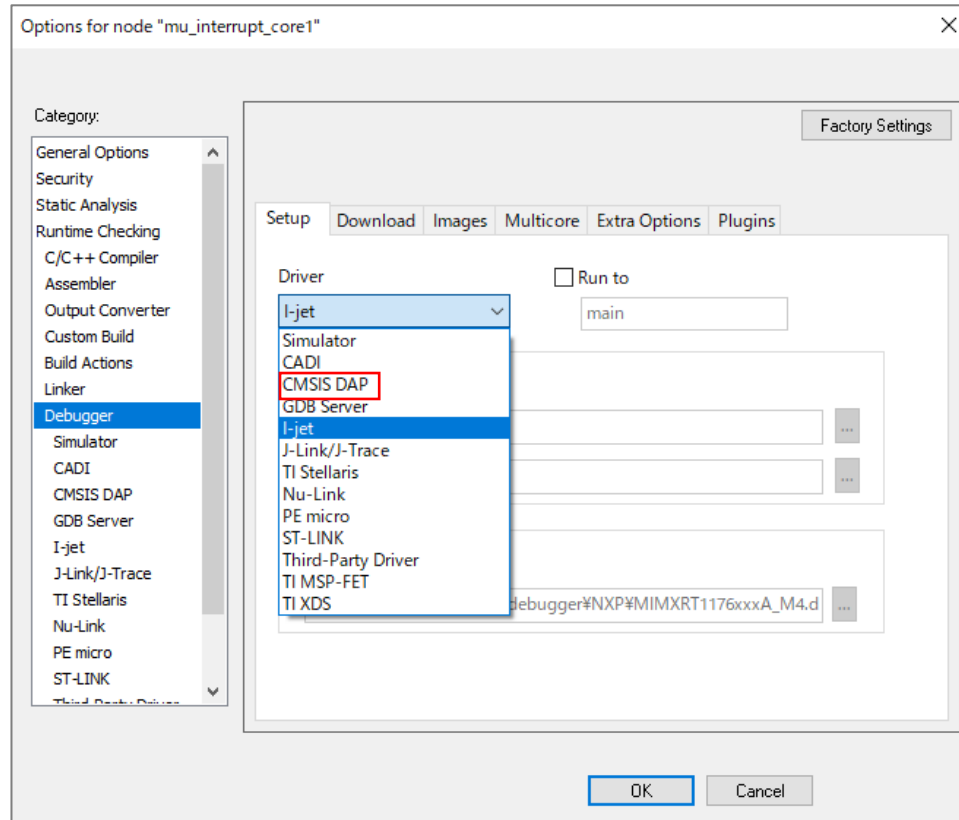 Options for node "mu_interrupt_core1"
Category:
General Options
Security
Static Analysis
Runtime Checking
C/C++ Compiler
Assembler
Output Converter
Custom Build
Build Actions
Linker
Debugger
Simulator
CADI
CMSIS DAP
GDB Server
I-jet
J-Link/J-Trace
TI Stellaris
Nu-Link
PE micro
ST-LINK
Third-Party Driver
Factory Settings
Setup Download Images Multicore Extra Options Plugins
Driver
Run to
I-jet
main
Simulator
CADI
CMSIS DAP
GDB Server
I-jet
J-Link/J-Trace
TI Stellaris
Nu-Link
PE micro
ST-LINK
Third-Party Driver
TI MSP-FET
TI XDS
...
...
debugger¥NXP¥MIMXRT1176xxxA_M4.d
...
OK Cancel